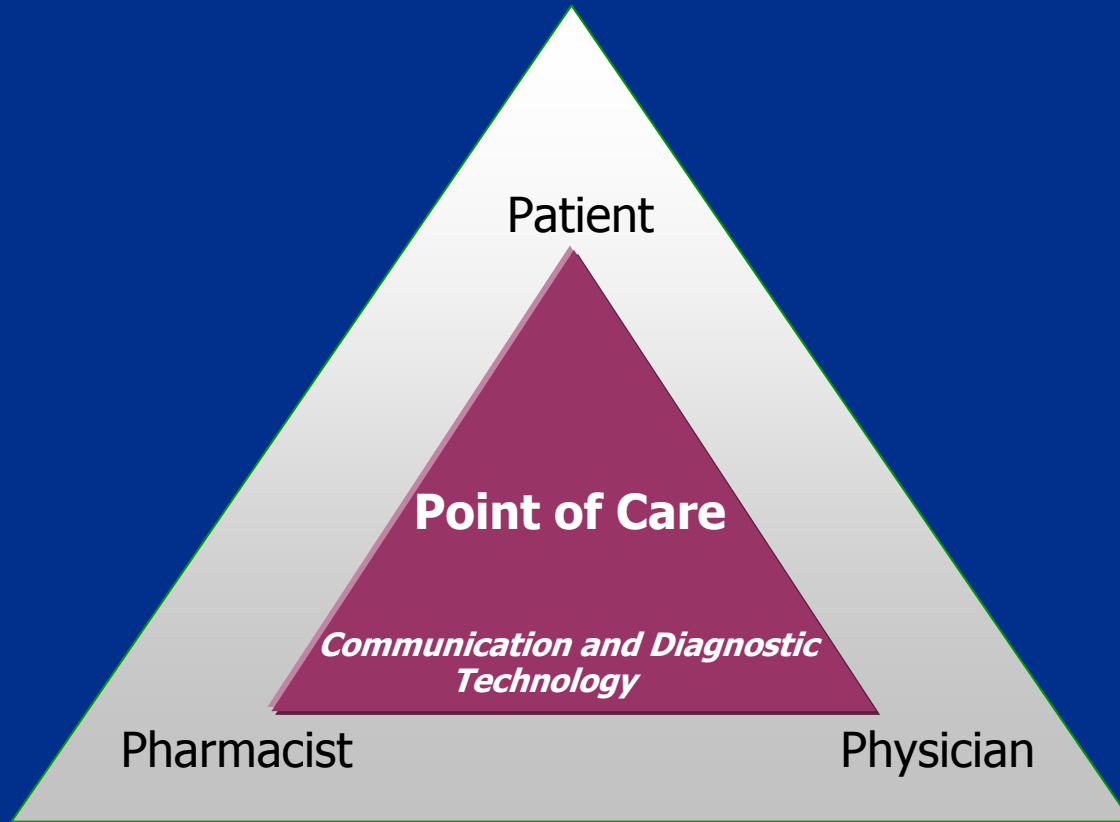 Patient
Point of Care
Communication and Diagnostic
Technology
Pharmacist
Physician